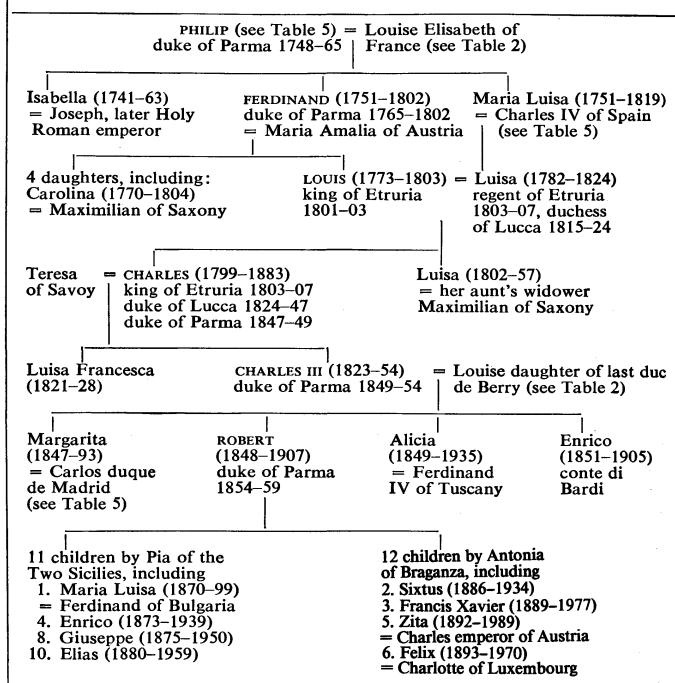 PHILIP (see Table 5) = Louise Elisabeth of
duke of Parma 1748–65 France (see Table 2)
Isabella (1741–63)
= Joseph, later Holy
Roman emperor
FERDINAND (1751–1802)
duke of Parma 1765–1802
= Maria Amalia of Austria
Maria Luisa (1751–1819)
= Charles IV of Spain
(see Table 5)
4 daughters, including:
Carolina (1770–1804)
= Maximilian of Saxony
LOUIS (1773–1803) = Luisa (1782–1824)
king of Etruria
1801–03
regent of Etruria
1803–07, duchess
of Lucca 1815–24
Teresa
of Savoy
= CHARLES (1799–1883)
king of Etruria 1803–07
duke of Lucca 1824–47
duke of Parma 1847–49
Luisa (1802–57)
= her aunt's widower
Maximilian of Saxony
Luisa Francesca
(1821–28)
CHARLES III (1823–54)
duke of Parma 1849–54
= Louise daughter of last duc
de Berry (see Table 2)
Margarita
(1847–93)
= Carlos duque
de Madrid
(see Table 5)
ROBERT
(1848–1907)
duke of Parma
1854–59
Alicia
(1849–1935)
= Ferdinand
IV of Tuscany
Enrico
(1851–1905)
conte di
Bardi
11 children by Pia of the
Two Sicilies, including
1. Maria Luisa (1870–99)
= Ferdinand of Bulgaria
4. Enrico (1873–1939)
8. Giuseppe (1875–1950)
10. Elias (1880–1959)
12 children by Antonia
of Braganza, including
2. Sixtus (1886–1934)
3. Francis Xavier (1889–1977)
5. Zita (1892–1989)
= Charles emperor of Austria
6. Felix (1893–1970)
= Charlotte of Luxembourg